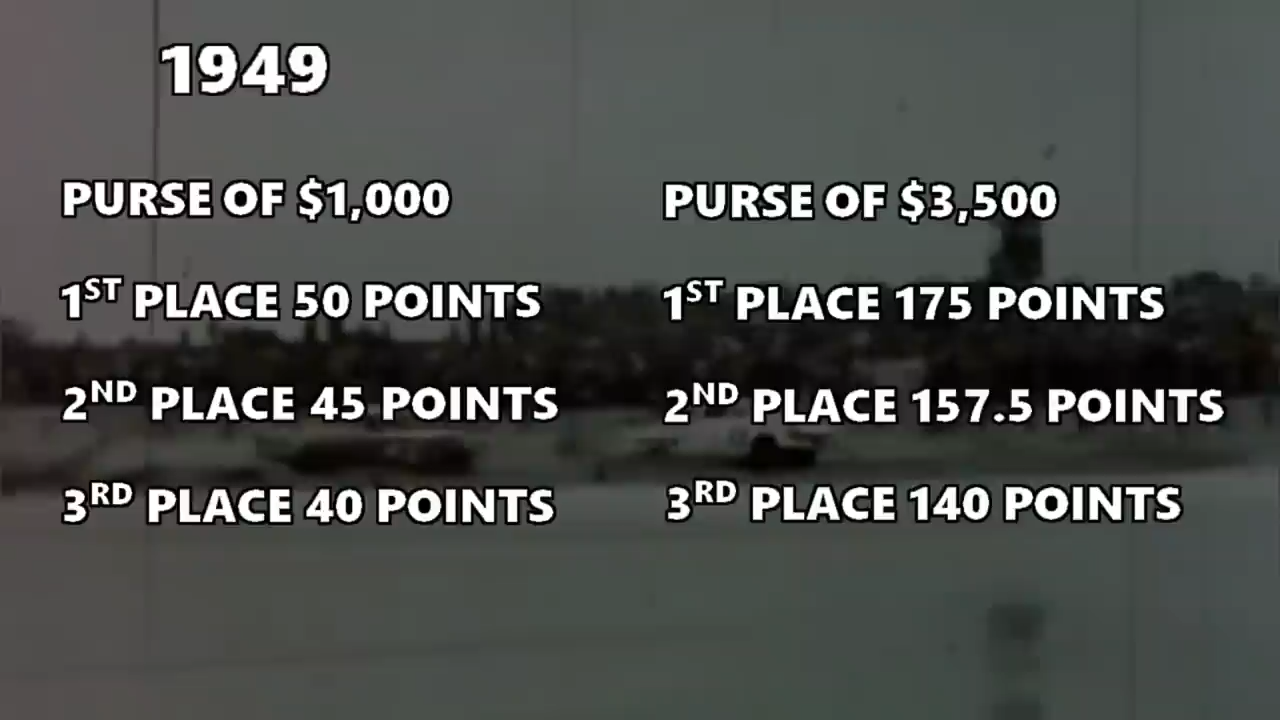 1949
PURSE OF $1,000
1ST PLACE 50 POINTS
2ND PLACE 45 POINTS
3RD PLACE 40 POINTS
PURSE OF $3,500
1ST PLACE 175 POINTS
2ND PLACE 157.5 POINTS
3RD PLACE 140 POINTS